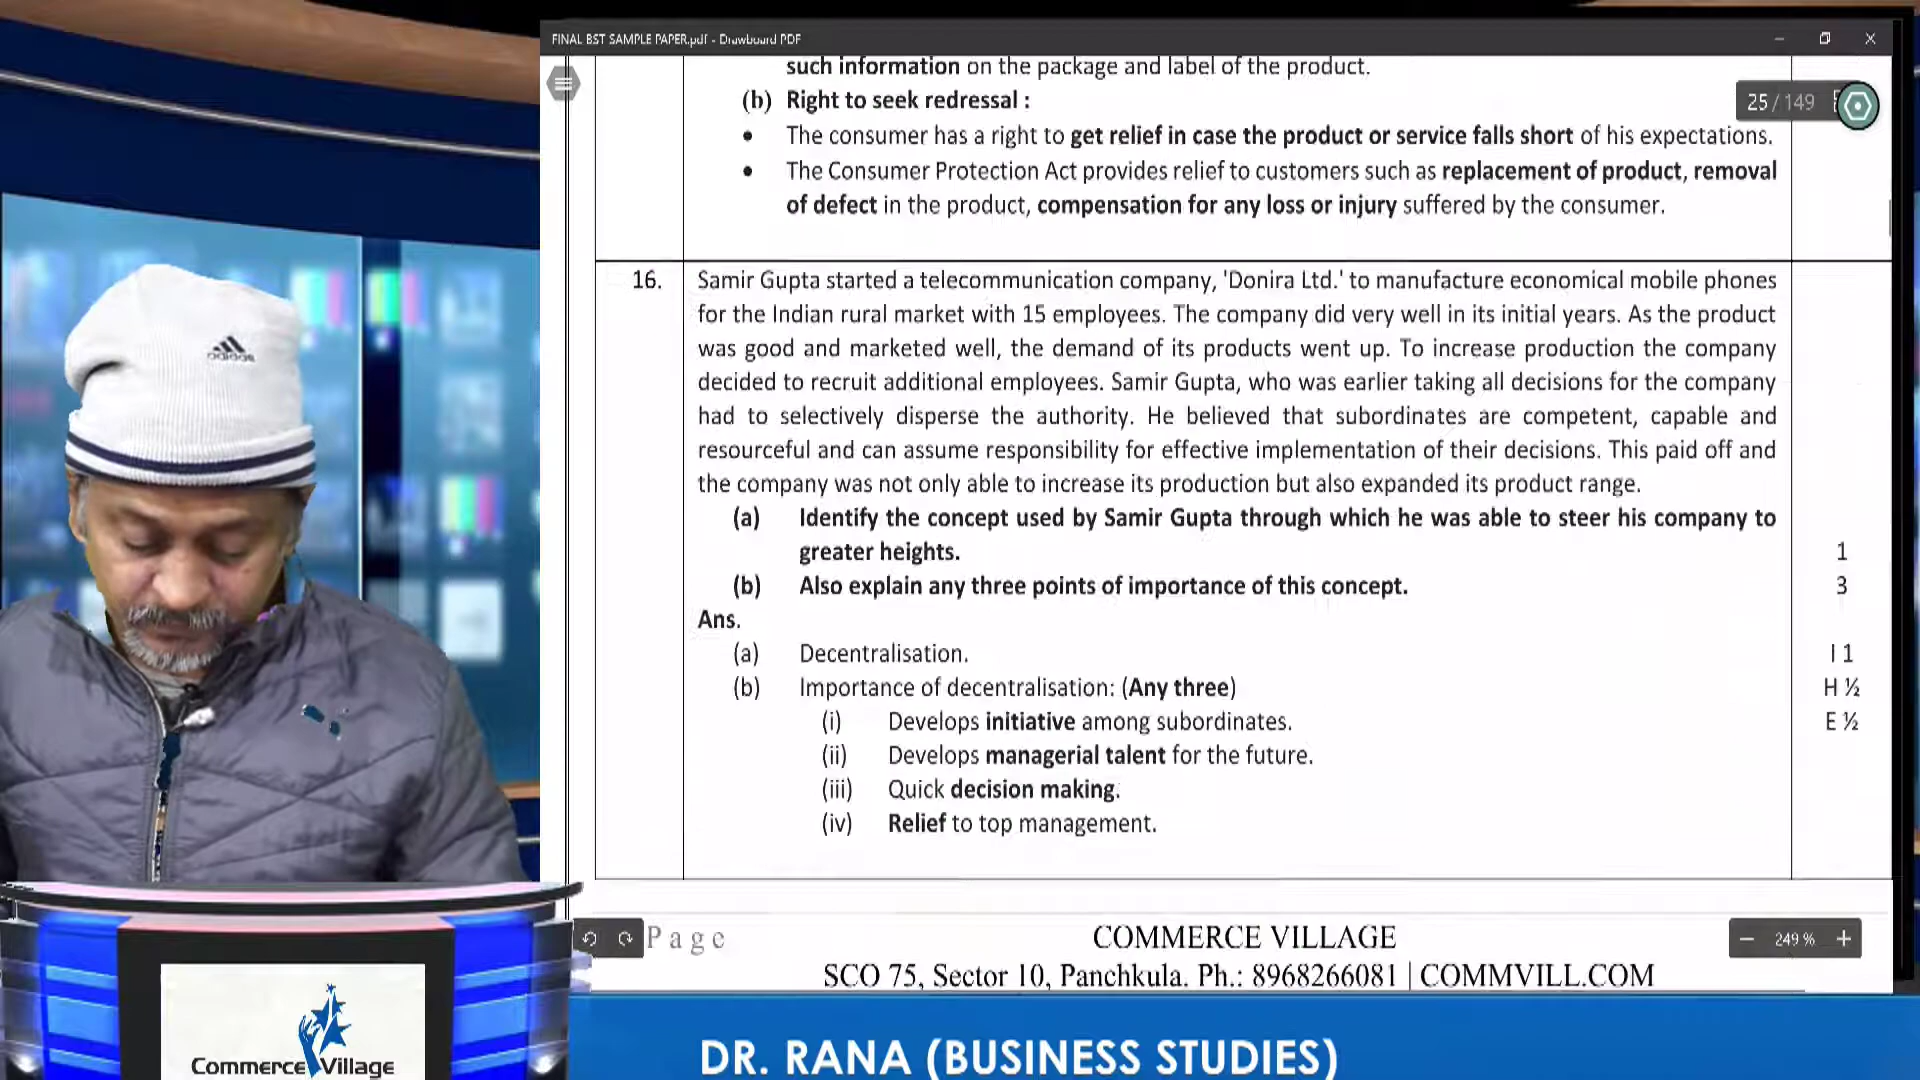 FINAL BST SAMPLE PAPER.pdf - Drawboard PDF
such information on the package and label of the product.
25 / 149
(b) Right to seek redressal :
• The consumer has a right to get relief in case the product or service falls short of his expectations.
• The Consumer Protection Act provides relief to customers such as replacement of product, removal
of defect in the product, compensation for any loss or injury suffered by the consumer.
16. Samir Gupta started a telecommunication company, 'Donira Ltd.' to manufacture economical mobile phones
for the Indian rural market with 15 employees. The company did very well in its initial years. As the product
was good and marketed well, the demand of its products went up. To increase production the company
decided to recruit additional employees. Samir Gupta, who was earlier taking all decisions for the company
had to selectively disperse the authority. He believed that subordinates are competent, capable and
resourceful and can assume responsibility for effective implementation of their decisions. This paid off and
the company was not only able to increase its production but also expanded its product range.
(a) Identify the concept used by Samir Gupta through which he was able to steer his company to
greater heights. 1
(b) Also explain any three points of importance of this concept. 3
Ans.
(a) Decentralisation. I 1
(b) Importance of decentralisation: (Any three) H ½
(i) Develops initiative among subordinates. E ½
(ii) Develops managerial talent for the future.
(iii) Quick decision making.
(iv) Relief to top management.
Page
COMMERCE VILLAGE
249 %
SCO 75, Sector 10, Panchkula. Ph.: 8968266081 | COMMVILL.COM
adidas
Commerce Village
DR. RANA (BUSINESS STUDIES)